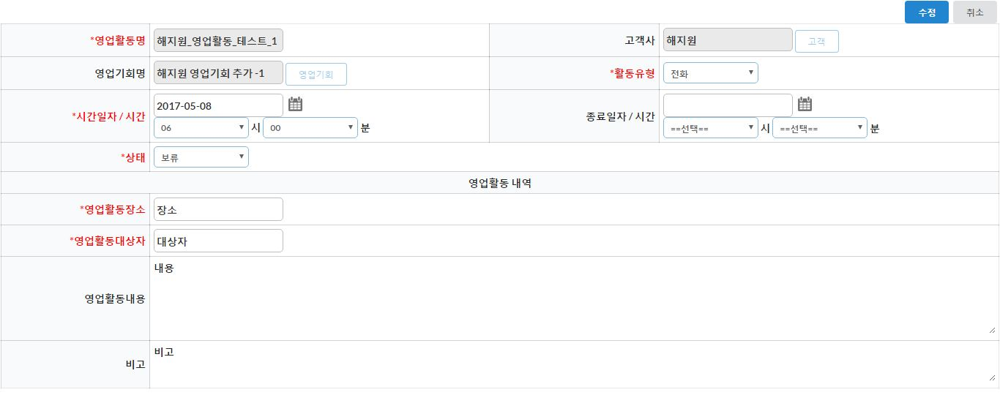 수정 취소
*영업활동명 해지원_영업활동_테스트_1 고객사 해지원 고객
영업기회명 해지원 영업기회 추가 -1 영업기회 *활동유형 전화
*시간일자 / 시간 2017-05-08 종료일자 / 시간
06 시 00 분 ==선택== 시 ==선택== 분
*상태 보류
영업활동 내역
*영업활동장소 장소
*영업활동대상자 대상자
영업활동내용 내용
비고 비고